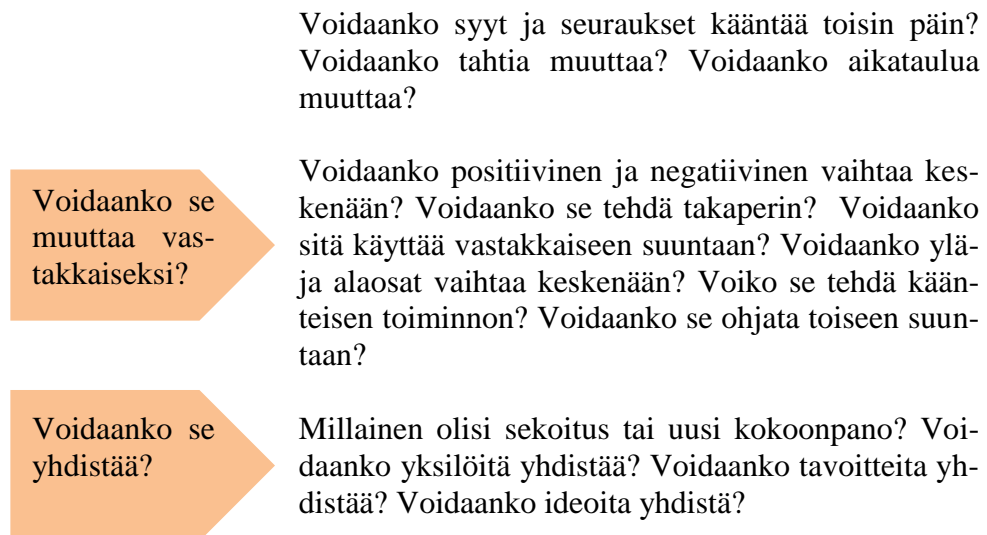 Voidaanko syyt ja seuraukset kääntää toisin päin?
Voidaanko tahtia muuttaa? Voidaanko aikataulua
muuttaa?
Voidaanko se
muuttaa vas-
takkaiseksi?
Voidaanko positiivinen ja negatiivinen vaihtaa kes-
kenään? Voidaanko se tehdä takaperin? Voidaanko
sitä käyttää vastakkaiseen suuntaan? Voidaanko ylä-
ja alaosat vaihtaa keskenään? Voiko se tehdä kään-
teisen toiminnon? Voidaanko se ohjata toiseen suun-
taan?
Voidaanko se
yhdistää?
Millainen olisi sekoitus tai uusi kokoonpano? Voi-
daanko yksilöitä yhdistää? Voidaanko tavoitteita yh-
distää? Voidaanko ideoita yhdistä?